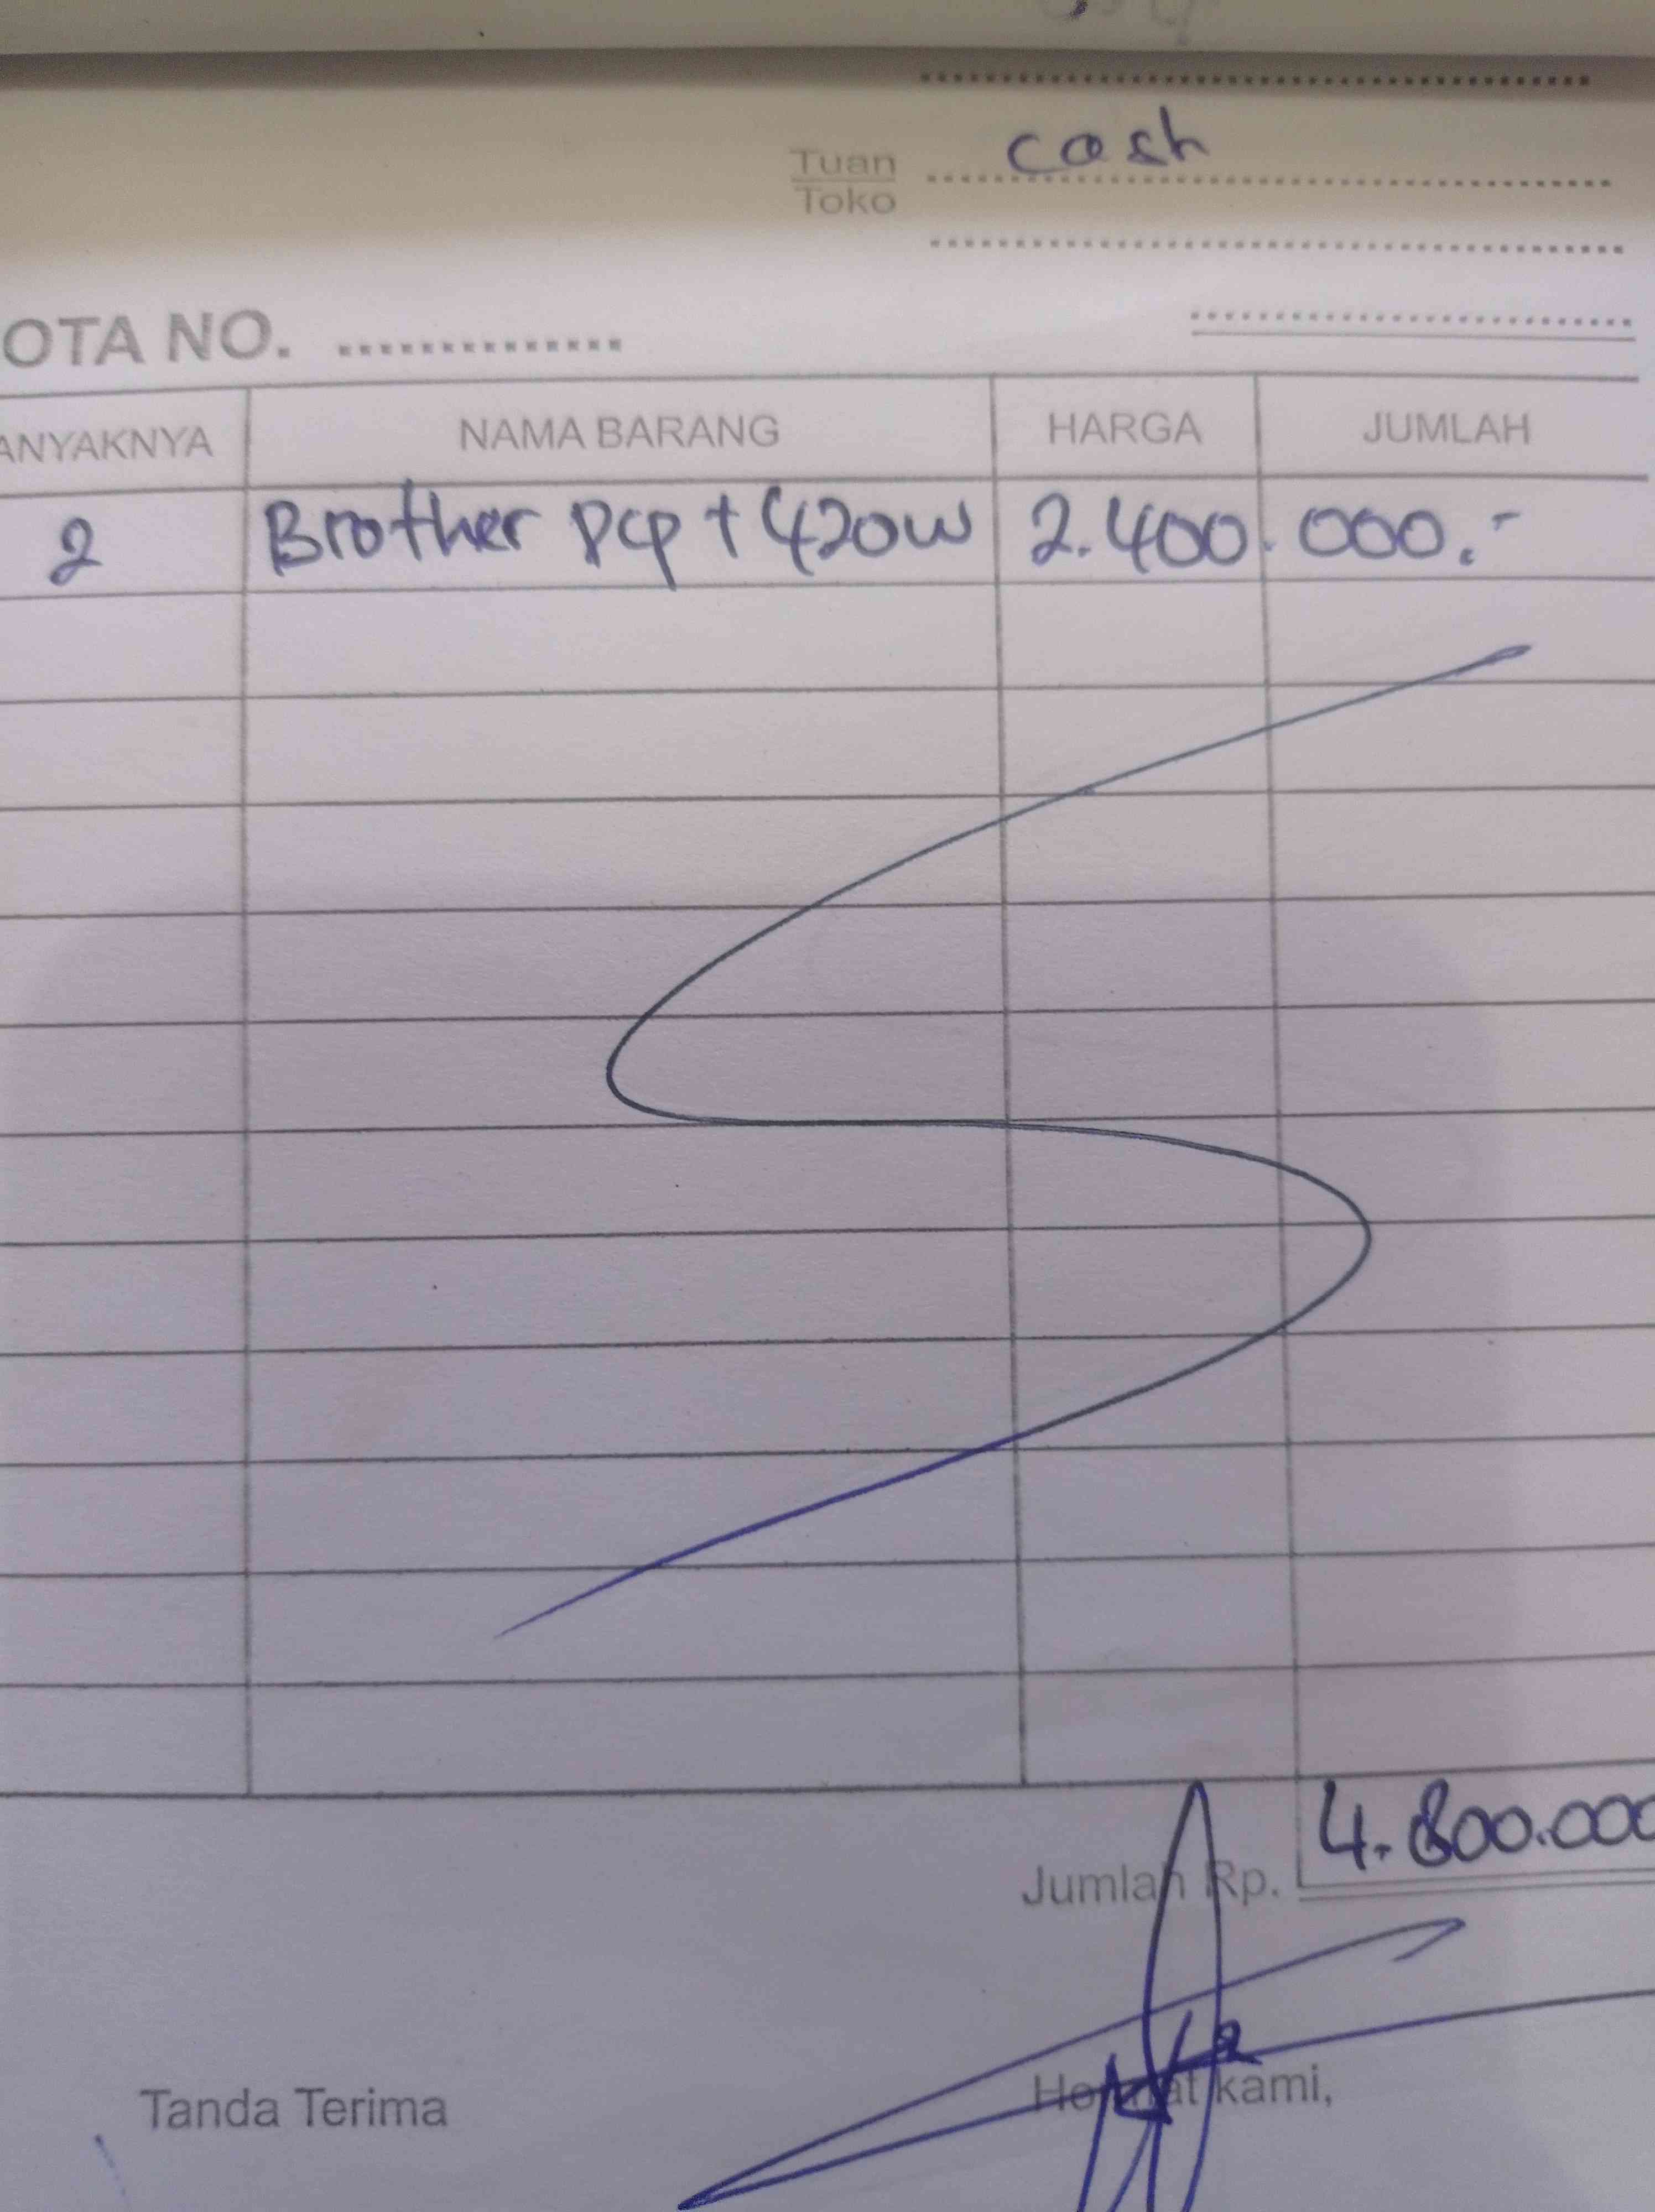 Tuan cash
Toko
OTA NO.
ANYAKNYA NAMA BARANG HARGA JUMLAH
2 Brother Dcp t 420w 2.400.000.-
Jumlah Rp. 4.800.000
Tanda Terima Hormat kami,